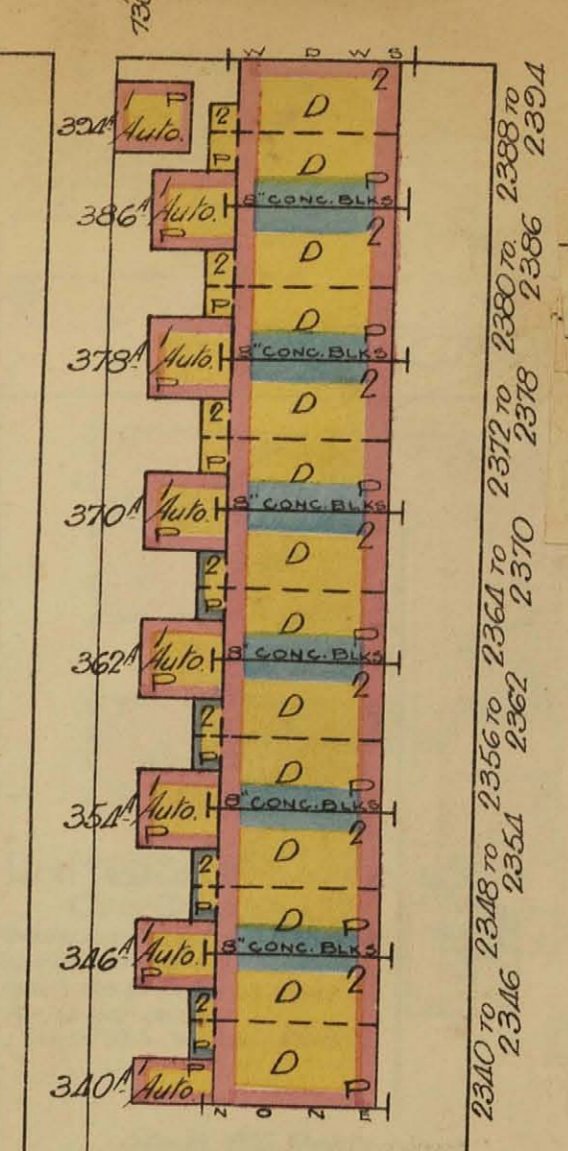 W D W S
2
394A 1 P Auto.
2
D
P
D
P
386A 1 Auto. P
8" CONC. BLKS
2
2
D
P
D
P
378A 1 Auto. P
8" CONC. BLKS
2
2
D
P
D
P
370A 1 Auto. P
8" CONC. BLKS
2
2
D
P
D
P
362A 1 Auto. P
8" CONC. BLKS
2
2
D
P
D
P
354A 1 Auto. P
8" CONC. BLKS
2
2
D
P
D
P
346A 1 Auto. P
8" CONC. BLKS
2
2
D
P
D
P
340A 1 Auto.
N O N E
2388 TO
2394
2380 TO
2386
2372 TO
2378
2364 TO
2370
2356 TO
2362
2348 TO
2354
2340 TO
2346